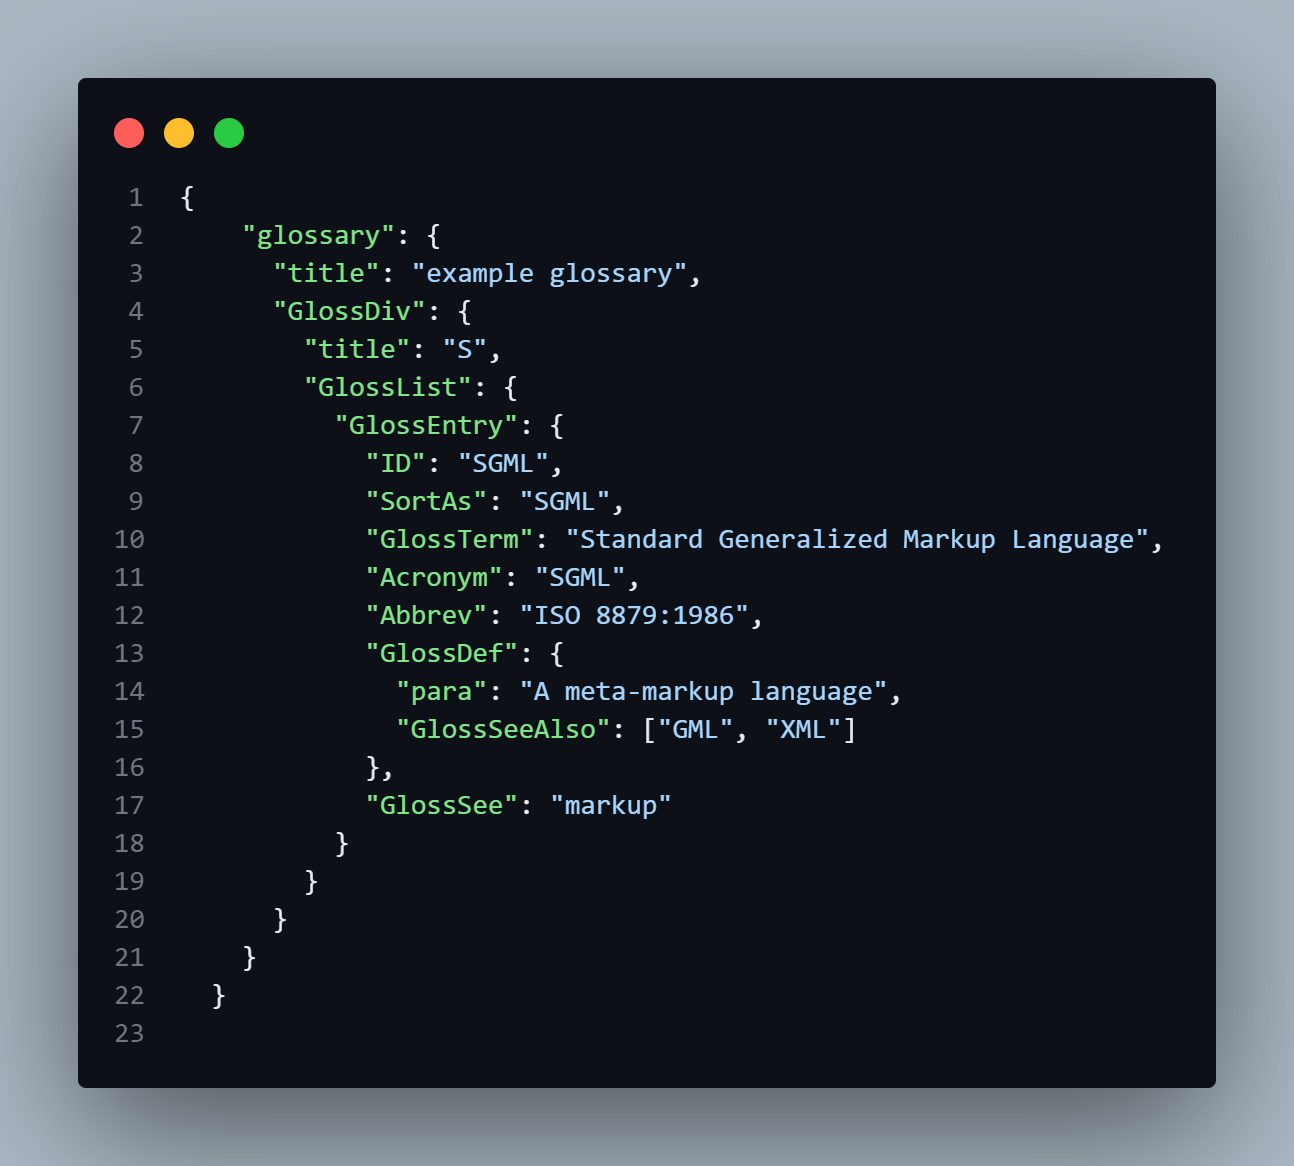 1 {
2     "glossary": {
3       "title": "example glossary",
4       "GlossDiv": {
5         "title": "S",
6         "GlossList": {
7           "GlossEntry": {
8             "ID": "SGML",
9             "SortAs": "SGML",
10             "GlossTerm": "Standard Generalized Markup Language",
11             "Acronym": "SGML",
12             "Abbrev": "ISO 8879:1986",
13             "GlossDef": {
14               "para": "A meta-markup language",
15               "GlossSeeAlso": ["GML", "XML"]
16             },
17             "GlossSee": "markup"
18           }
19         }
20       }
21     }
22   }
23